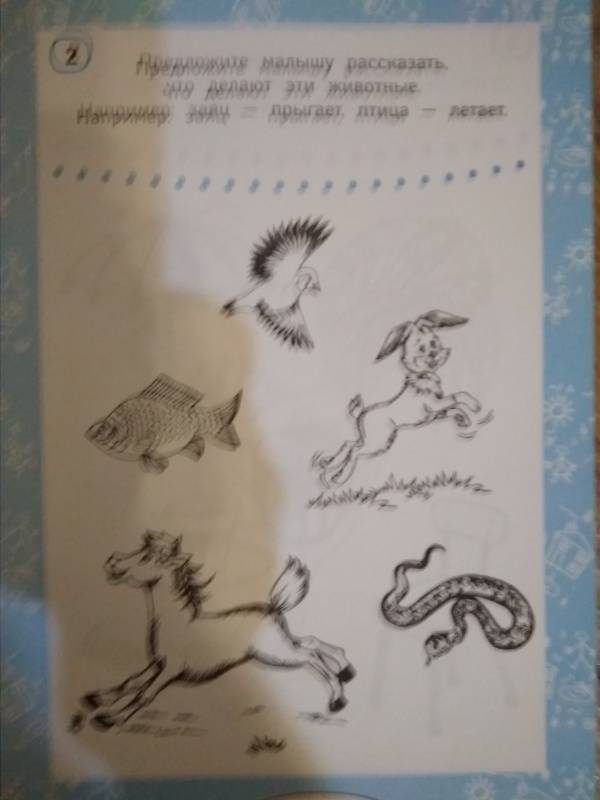 2
Предложите малышу рассказать,
что делают эти животные.
Например: заяц — прыгает, птица — летает.